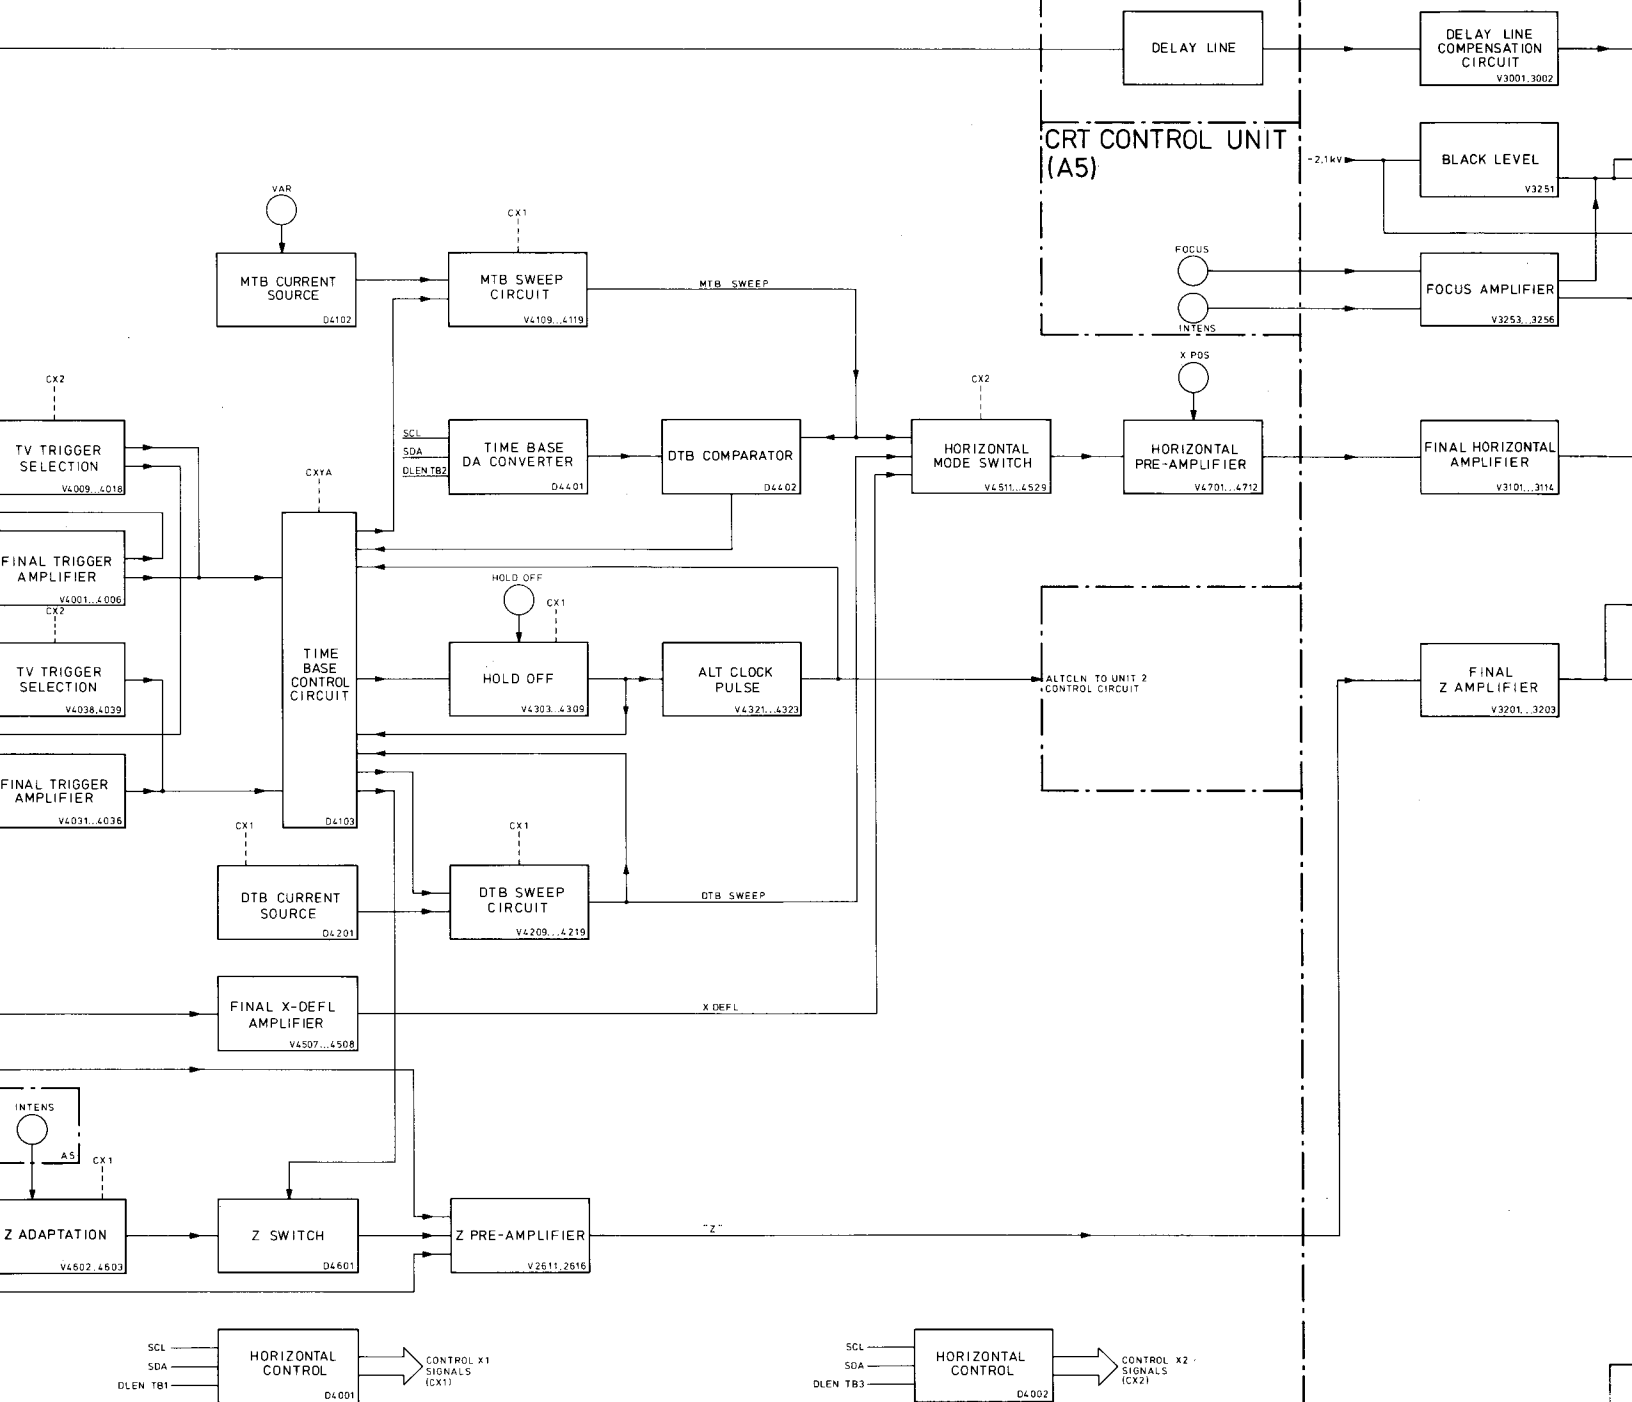 DELAY LINE
DELAY LINE
COMPENSATION
CIRCUIT
V3001,3002
CRT CONTROL UNIT
(A5)
-2,1kV
BLACK LEVEL
V3251
VAR
CX1
MTB CURRENT
SOURCE
D4102
MTB SWEEP
CIRCUIT
V4109...4119
MTB SWEEP
FOCUS
INTENS
FOCUS AMPLIFIER
V3253...3256
X POS
CX2
TV TRIGGER
SELECTION
V4009...4018
SCL
SDA
DLEN TB2
TIME BASE
DA CONVERTER
D4401
DTB COMPARATOR
D4402
CX2
HORIZONTAL
MODE SWITCH
V4511...4529
HORIZONTAL
PRE-AMPLIFIER
V4701...4712
FINAL HORIZONTAL
AMPLIFIER
V3101...3114
CXYA
FINAL TRIGGER
AMPLIFIER
V4001...4006
CX2
TV TRIGGER
SELECTION
V4038,4039
FINAL TRIGGER
AMPLIFIER
V4031...4036
TIME
BASE
CONTROL
CIRCUIT
D4103
HOLD OFF
CX1
HOLD OFF
V4303...4309
ALT CLOCK
PULSE
V4321...4323
ALTCLN TO UNIT 2
CONTROL CIRCUIT
FINAL
Z AMPLIFIER
V3201...3203
CX1
DTB CURRENT
SOURCE
D4201
CX1
DTB SWEEP
CIRCUIT
V4209...4219
DTB SWEEP
FINAL X-DEFL
AMPLIFIER
V4507...4508
X DEFL
INTENS
A5
CX1
Z ADAPTATION
V4602,4603
Z SWITCH
D4601
Z PRE-AMPLIFIER
V2611,2616
"Z"
SCL
SDA
DLEN TB1
HORIZONTAL
CONTROL
D4001
CONTROL X1
SIGNALS
(CX1)
SCL
SDA
DLEN TB3
HORIZONTAL
CONTROL
D4002
CONTROL X2
SIGNALS
(CX2)